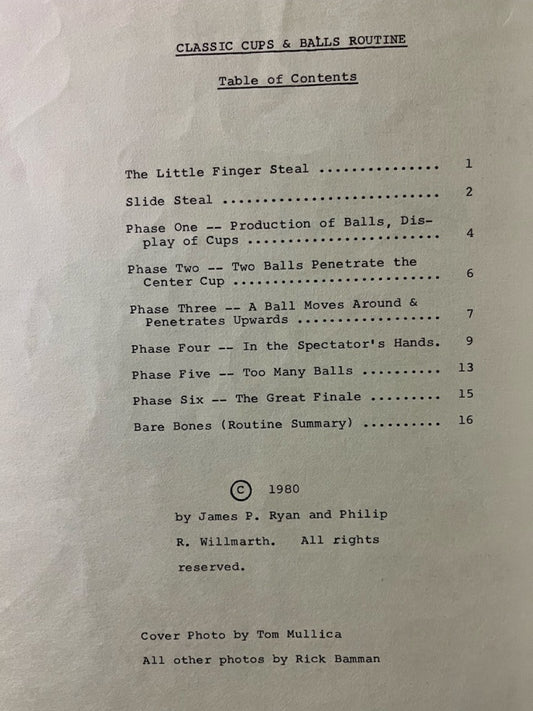 CLASSIC CUPS & BALLS ROUTINE
Table of Contents
The Little Finger Steal ............... 1
Slide Steal ............................ 2
Phase One -- Production of Balls, Dis-
play of Cups ......................... 4
Phase Two -- Two Balls Penetrate the
Center Cup ........................... 6
Phase Three -- A Ball Moves Around &
Penetrates Upwards .................. 7
Phase Four -- In the Spectator's Hands. 9
Phase Five -- Too Many Balls .......... 13
Phase Six -- The Great Finale ......... 15
Bare Bones (Routine Summary) .......... 16
© 1980
by James P. Ryan and Philip
R. Willmarth. All rights
reserved.
Cover Photo by Tom Mullica
All other photos by Rick Bamman